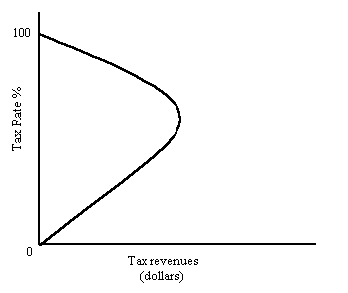 100
Tax Rate %
0
Tax revenues
(dollars)